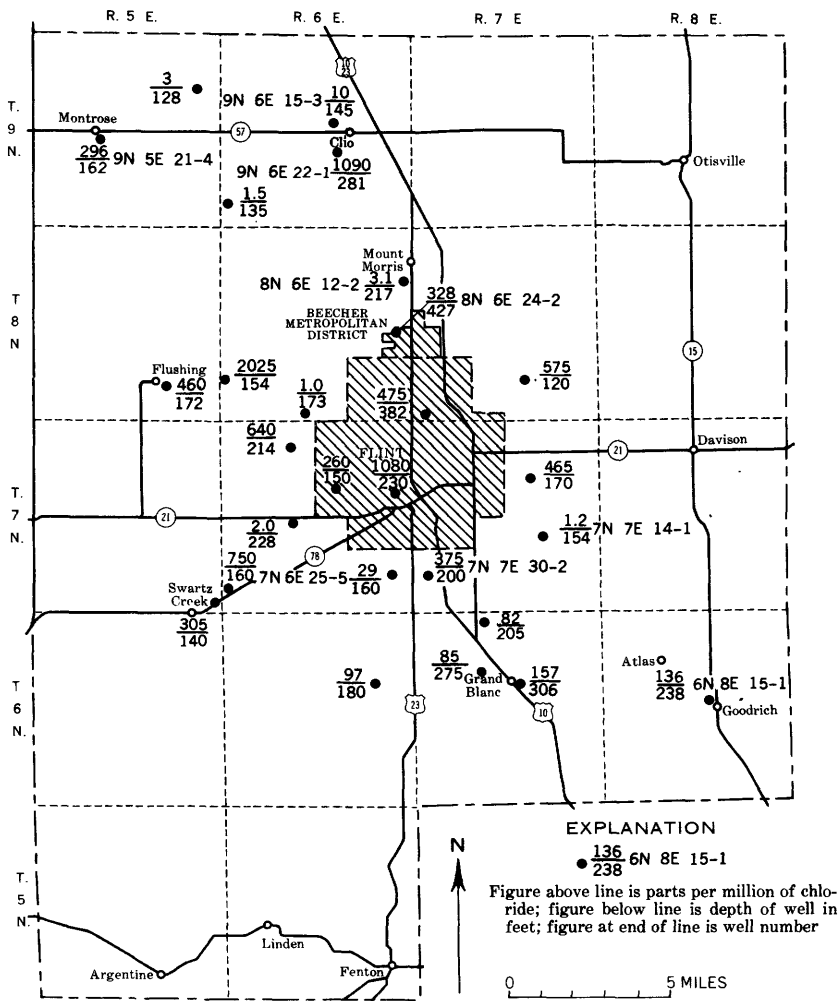 R. 5 E.
R. 6 E.
R. 7 E
R. 8 E.
T.
9
N.
T
8
N
T.
7
N.
T
6
N.
T.
5
N.
10
23
3
128
9N 6E 15-3 10
145
Montrose
57
Clio
296
162
9N 5E 21-4
9N 6E 22-1 1090
281
Otisville
1.5
135
Mount
Morris
8N 6E 12-2 3.1
217
328
427
8N 6E 24-2
BEECHER
METROPOLITAN
DISTRICT
15
Flushing
460
172
2025
154
1.0
173
475
382
575
120
640
214
FLINT
260
150
1080
230
21
Davison
465
170
21
2.0
228
1.2
154
7N 7E 14-1
78
750
160
7N 6E 25-5 29
160
375
200
7N 7E 30-2
Swartz
Creek
305
140
82
205
97
180
85
275
Grand
Blanc
157
306
Atlas
136
238
6N 8E 15-1
Goodrich
23
10
Linden
Argentine
Fenton
N
EXPLANATION
136
238
6N 8E 15-1
Figure above line is parts per million of chlo-
ride; figure below line is depth of well in
feet; figure at end of line is well number
0
5 MILES